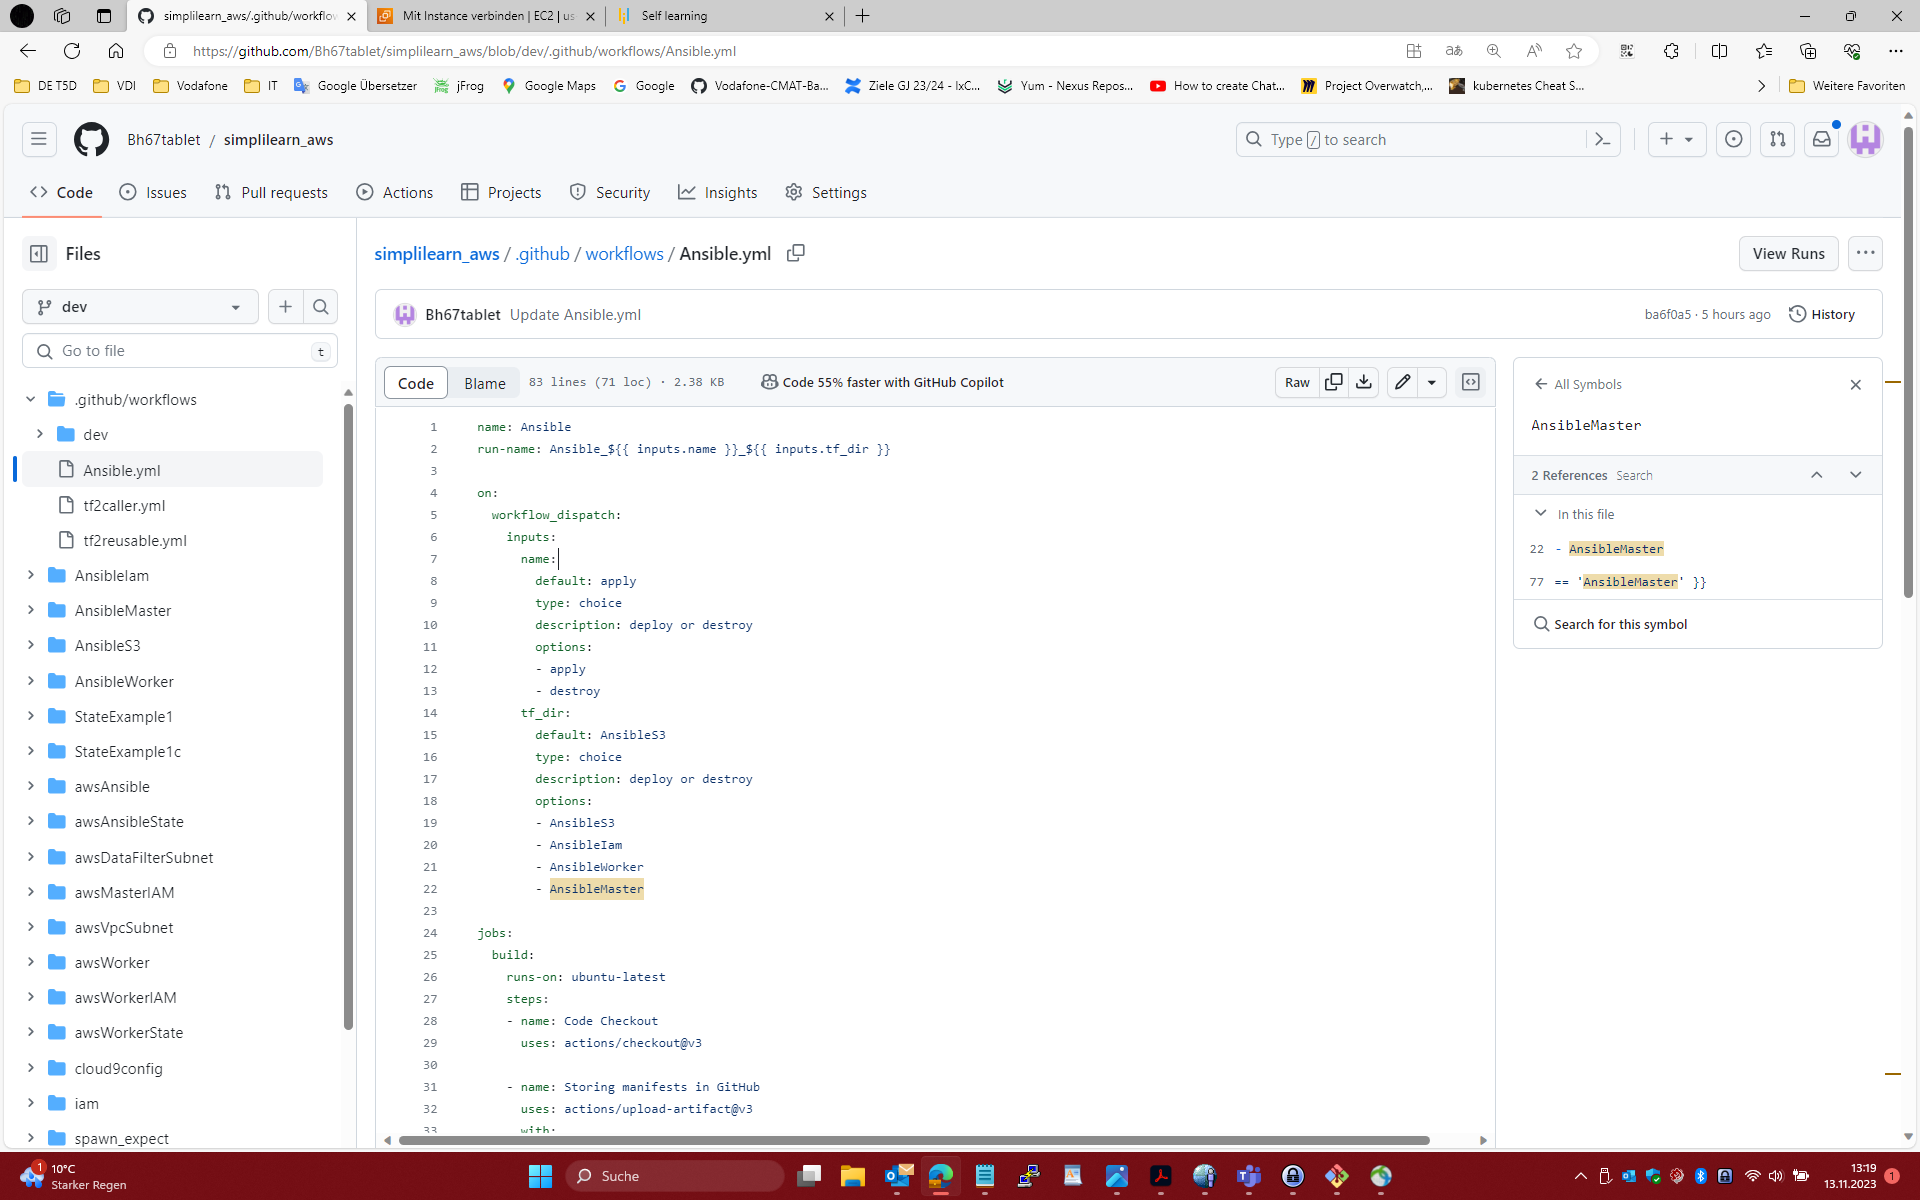 simplilearn_aws/.github/workflow
Mit Instance verbinden | EC2 | us-
Self learning
https://github.com/Bh67tablet/simplilearn_aws/blob/dev/.github/workflows/Ansible.yml
DE T5D
VDI
Vodafone
IT
Google Übersetzer
jFrog
Google Maps
Google
Vodafone-CMAT-Ba...
Ziele GJ 23/24 - IxC...
Yum - Nexus Repos...
How to create Chat...
Project Overwatch,...
kubernetes Cheat S...
Weitere Favoriten
Bh67tablet / simplilearn_aws
Type / to search
Code
Issues
Pull requests
Actions
Projects
Security
Insights
Settings
Files
dev
Go to file
t
.github/workflows
dev
Ansible.yml
tf2caller.yml
tf2reusable.yml
AnsibleIam
AnsibleMaster
AnsibleS3
AnsibleWorker
StateExample1
StateExample1c
awsAnsible
awsAnsibleState
awsDataFilterSubnet
awsMasterIAM
awsVpcSubnet
awsWorker
awsWorkerIAM
awsWorkerState
cloud9config
iam
spawn_expect
simplilearn_aws / .github / workflows / Ansible.yml
View Runs
Bh67tablet Update Ansible.yml
ba6f0a5 · 5 hours ago
History
Code
Blame
83 lines (71 loc) · 2.38 KB
Code 55% faster with GitHub Copilot
Raw
1 name: Ansible
2 run-name: Ansible_${{ inputs.name }}_${{ inputs.tf_dir }}
3
4 on:
5 workflow_dispatch:
6 inputs:
7 name:
8 default: apply
9 type: choice
10 description: deploy or destroy
11 options:
12 - apply
13 - destroy
14 tf_dir:
15 default: AnsibleS3
16 type: choice
17 description: deploy or destroy
18 options:
19 - AnsibleS3
20 - AnsibleIam
21 - AnsibleWorker
22 - AnsibleMaster
23
24 jobs:
25 build:
26 runs-on: ubuntu-latest
27 steps:
28 - name: Code Checkout
29 uses: actions/checkout@v3
30
31 - name: Storing manifests in GitHub
32 uses: actions/upload-artifact@v3
33 with:
All Symbols
AnsibleMaster
2 References Search
In this file
22 - AnsibleMaster
77 == 'AnsibleMaster' }}
Search for this symbol
1
10°C
Starker Regen
Suche
13:19
13.11.2023
1